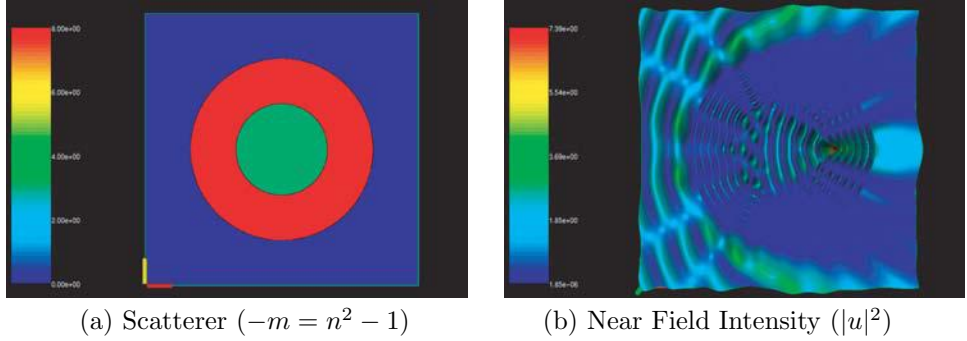 8.00e+00
6.00e+00
4.00e+00
2.00e+00
0.00e+00
7.39e+00
5.54e+00
3.69e+00
1.85e+00
1.85e-06
(a) Scatterer (−m = n² − 1)
(b) Near Field Intensity (|u|²)